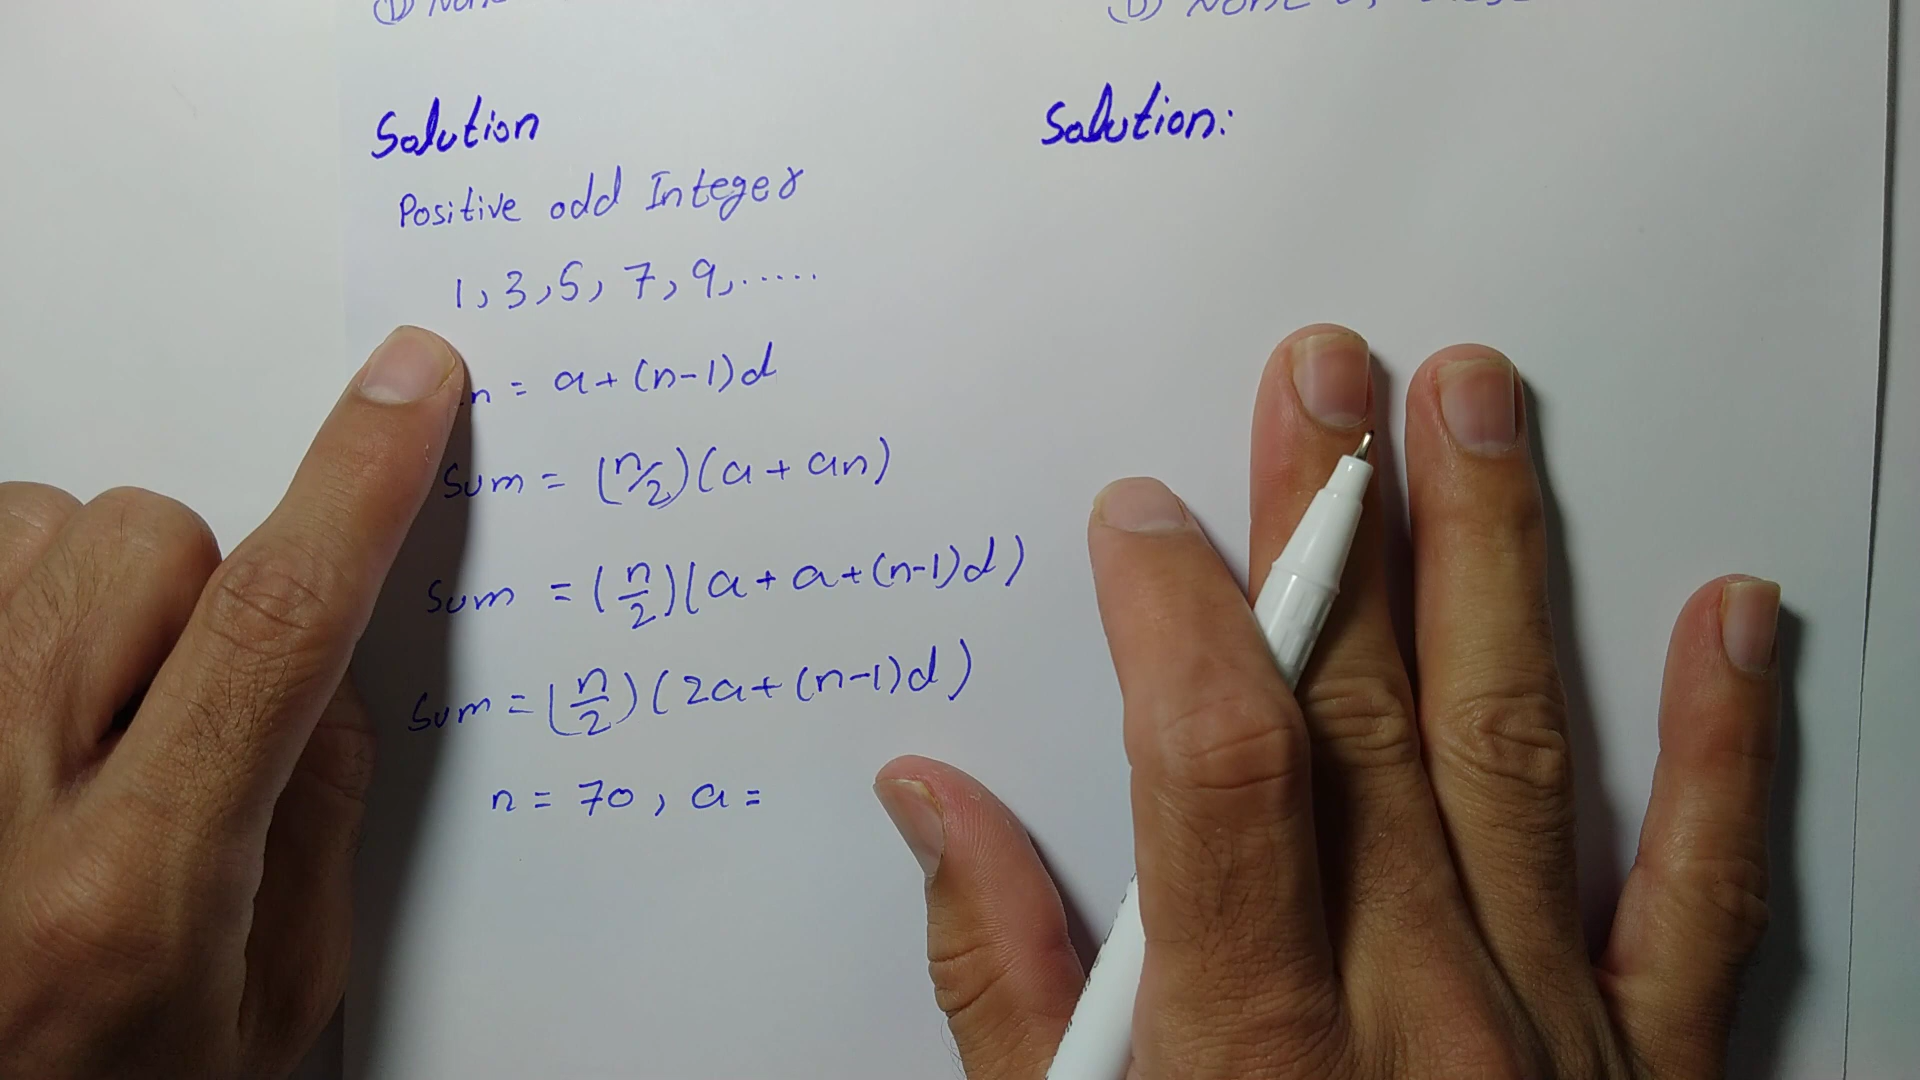 Solution
Positive odd Integer
1, 3, 5, 7, 9, .....
n = a + (n-1)d
Sum = (n/2)(a + an)
Sum = (n/2)(a + a + (n-1)d)
Sum = (n/2)(2a + (n-1)d)
n = 70, a =
Solution: